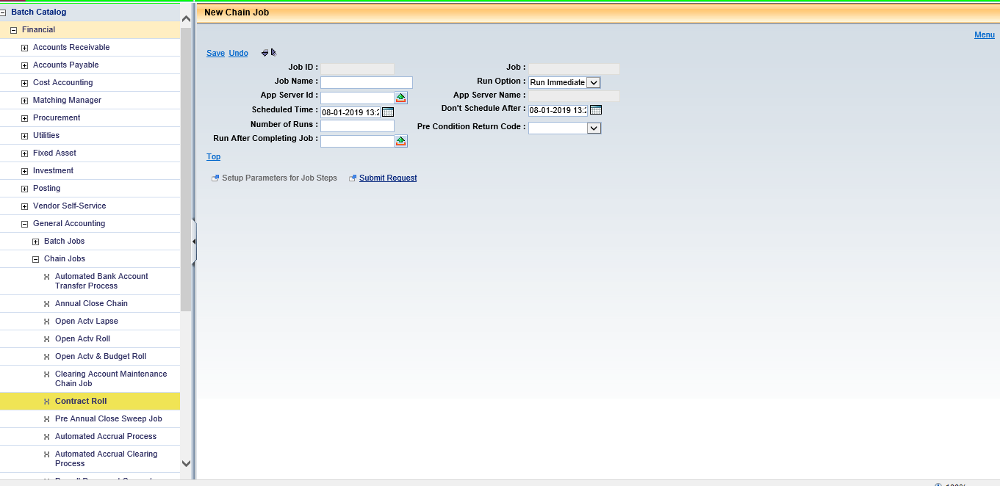 Batch Catalog
Financial
Accounts Receivable
Accounts Payable
Cost Accounting
Matching Manager
Procurement
Utilities
Fixed Asset
Investment
Posting
Vendor Self-Service
General Accounting
Batch Jobs
Chain Jobs
Automated Bank Account
Transfer Process
Annual Close Chain
Open Actv Lapse
Open Actv Roll
Open Actv & Budget Roll
Clearing Account Maintenance
Chain Job
Contract Roll
Pre Annual Close Sweep Job
Automated Accrual Process
Automated Accrual Clearing
Process
New Chain Job
Menu
Save Undo
Job ID : Job :
Job Name : Run Option : Run Immediate
App Server Id : App Server Name :
Scheduled Time : 08-01-2019 13: Don't Schedule After : 08-01-2019 13:
Number of Runs : Pre Condition Return Code :
Run After Completing Job :
Top
Setup Parameters for Job Steps Submit Request